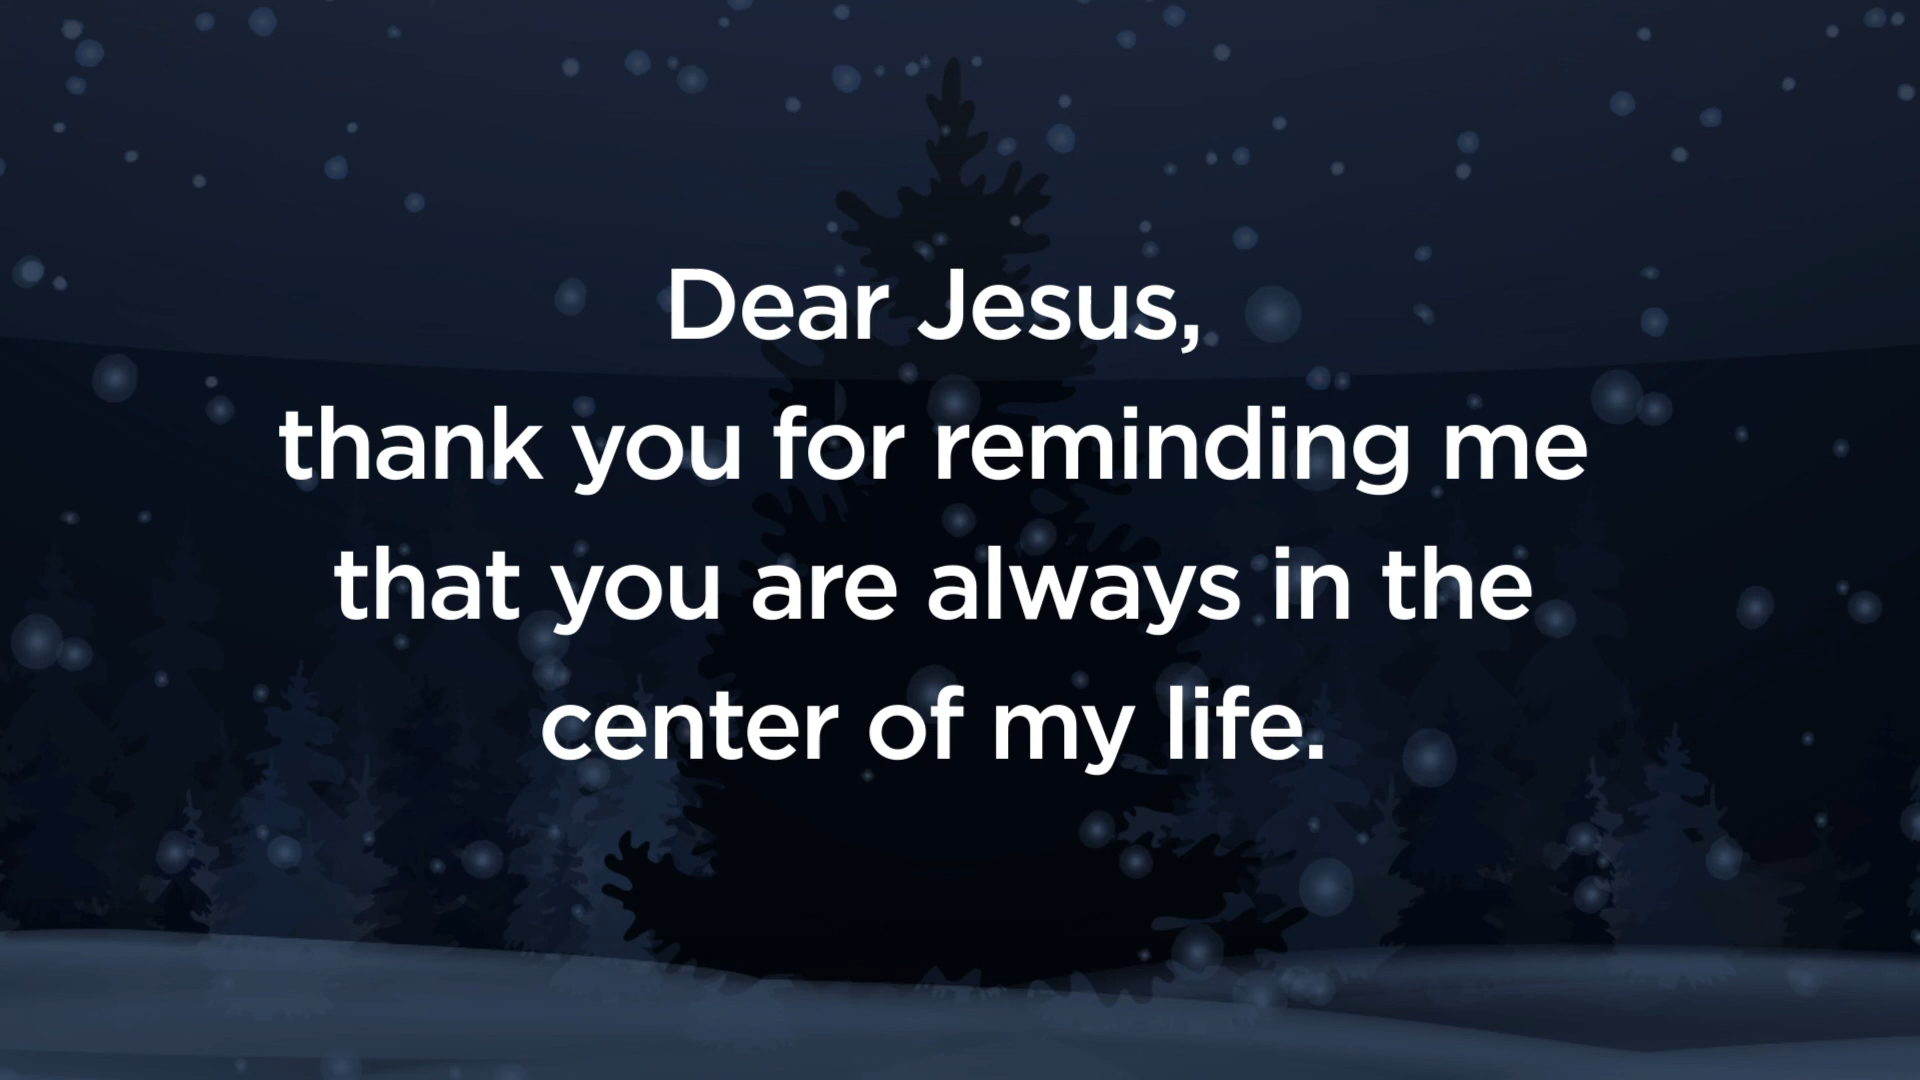 Dear Jesus,
thank you for reminding me
that you are always in the
center of my life.